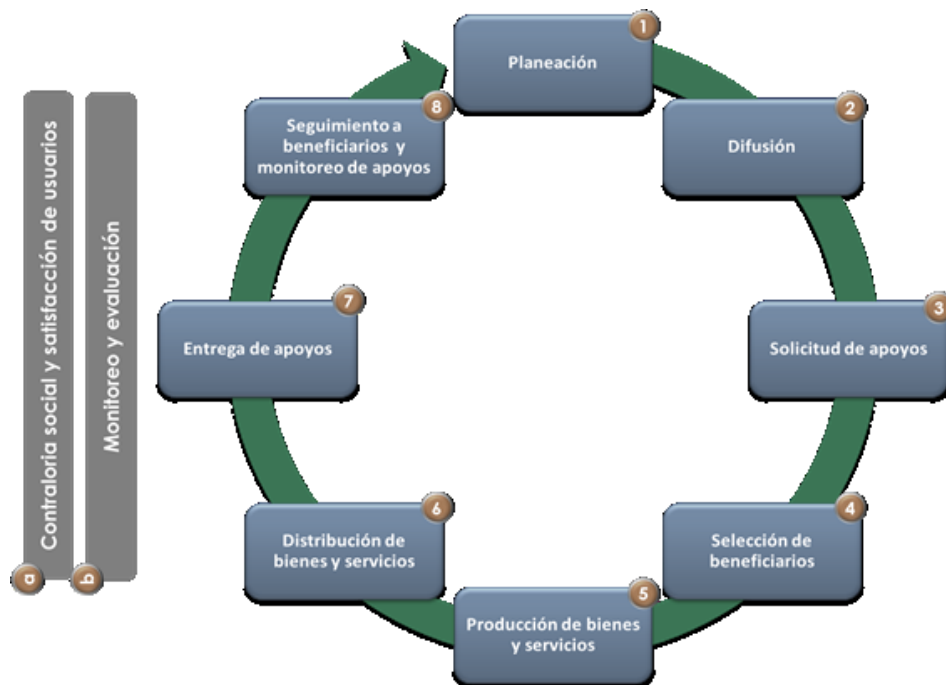 1
Planeación
2
Difusión
3
Solicitud de apoyos
4
Selección de
beneficiarios
5
Producción de bienes
y servicios
6
Distribución de
bienes y servicios
7
Entrega de apoyos
8
Seguimiento a
beneficiarios y
monitoreo de apoyos
a
Contraloria social y satisfacción de usuarios
b
Monitoreo y evaluación